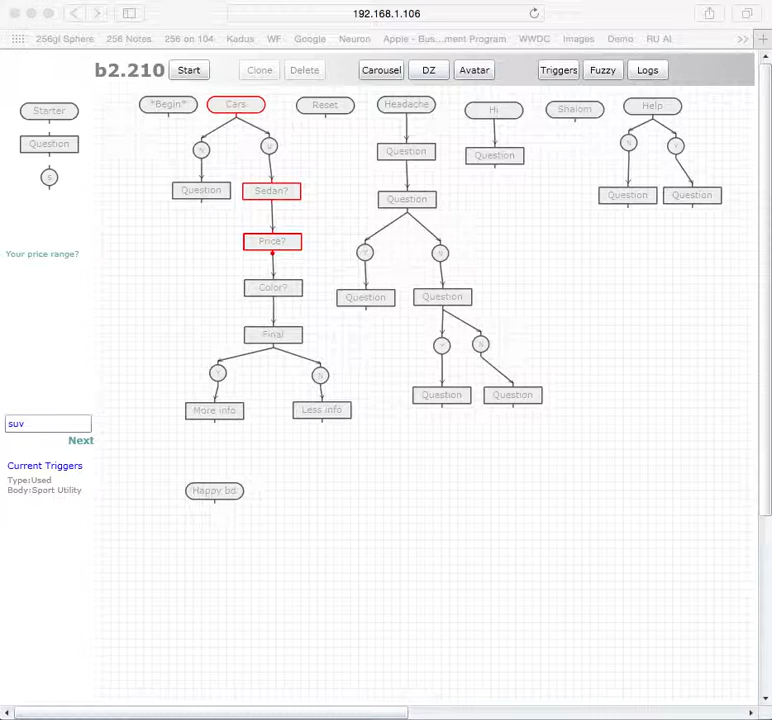 192.168.1.106
256gl Sphere 256 Notes 256 on 104 Kadus WF Google Neuron Apple - Bus...ment Program WWDC Images Demo RU AI >>
b2.210 Start Clone Delete Carousel DZ Avatar Triggers Fuzzy Logs
Starter *Begin* Cars Reset Headache Hi Shalom Help
Question N U Question Question N Y
S Question Sedan? Question Question Question
Your price range? Price? N
Color? Question Question
Final Y N
Y N Question Question
More info Less info
suv
Next
Current Triggers
Type:Used
Body:Sport Utility
Happy bd